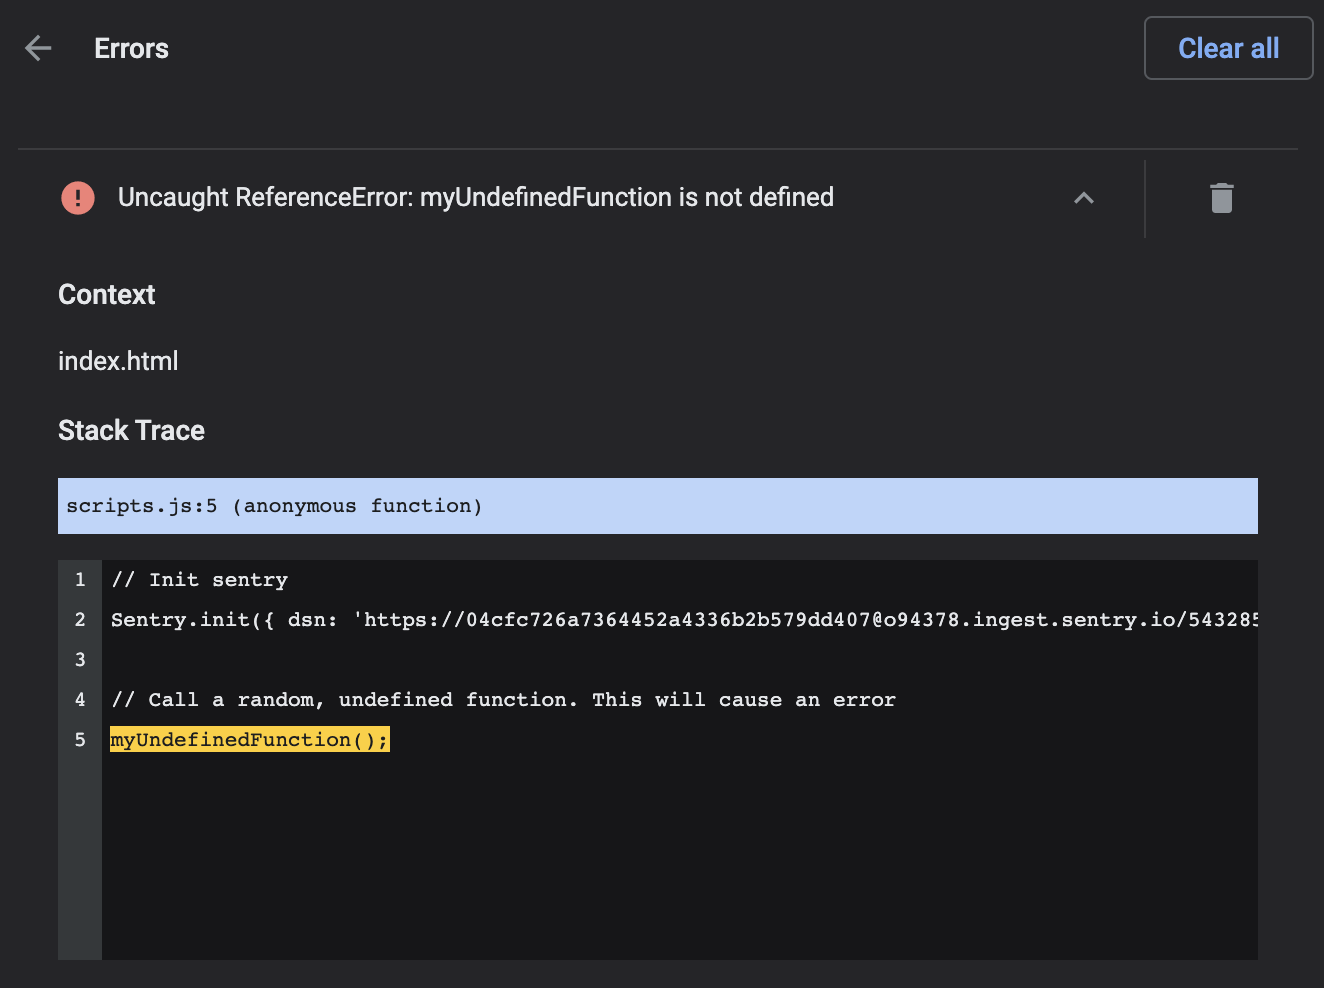 Errors
Clear all
Uncaught ReferenceError: myUndefinedFunction is not defined
Context
index.html
Stack Trace
scripts.js:5 (anonymous function)
1 // Init sentry
2 Sentry.init({ dsn: 'https://04cfc726a7364452a4336b2b579dd407@o94378.ingest.sentry.io/543285
3
4 // Call a random, undefined function. This will cause an error
5 myUndefinedFunction();